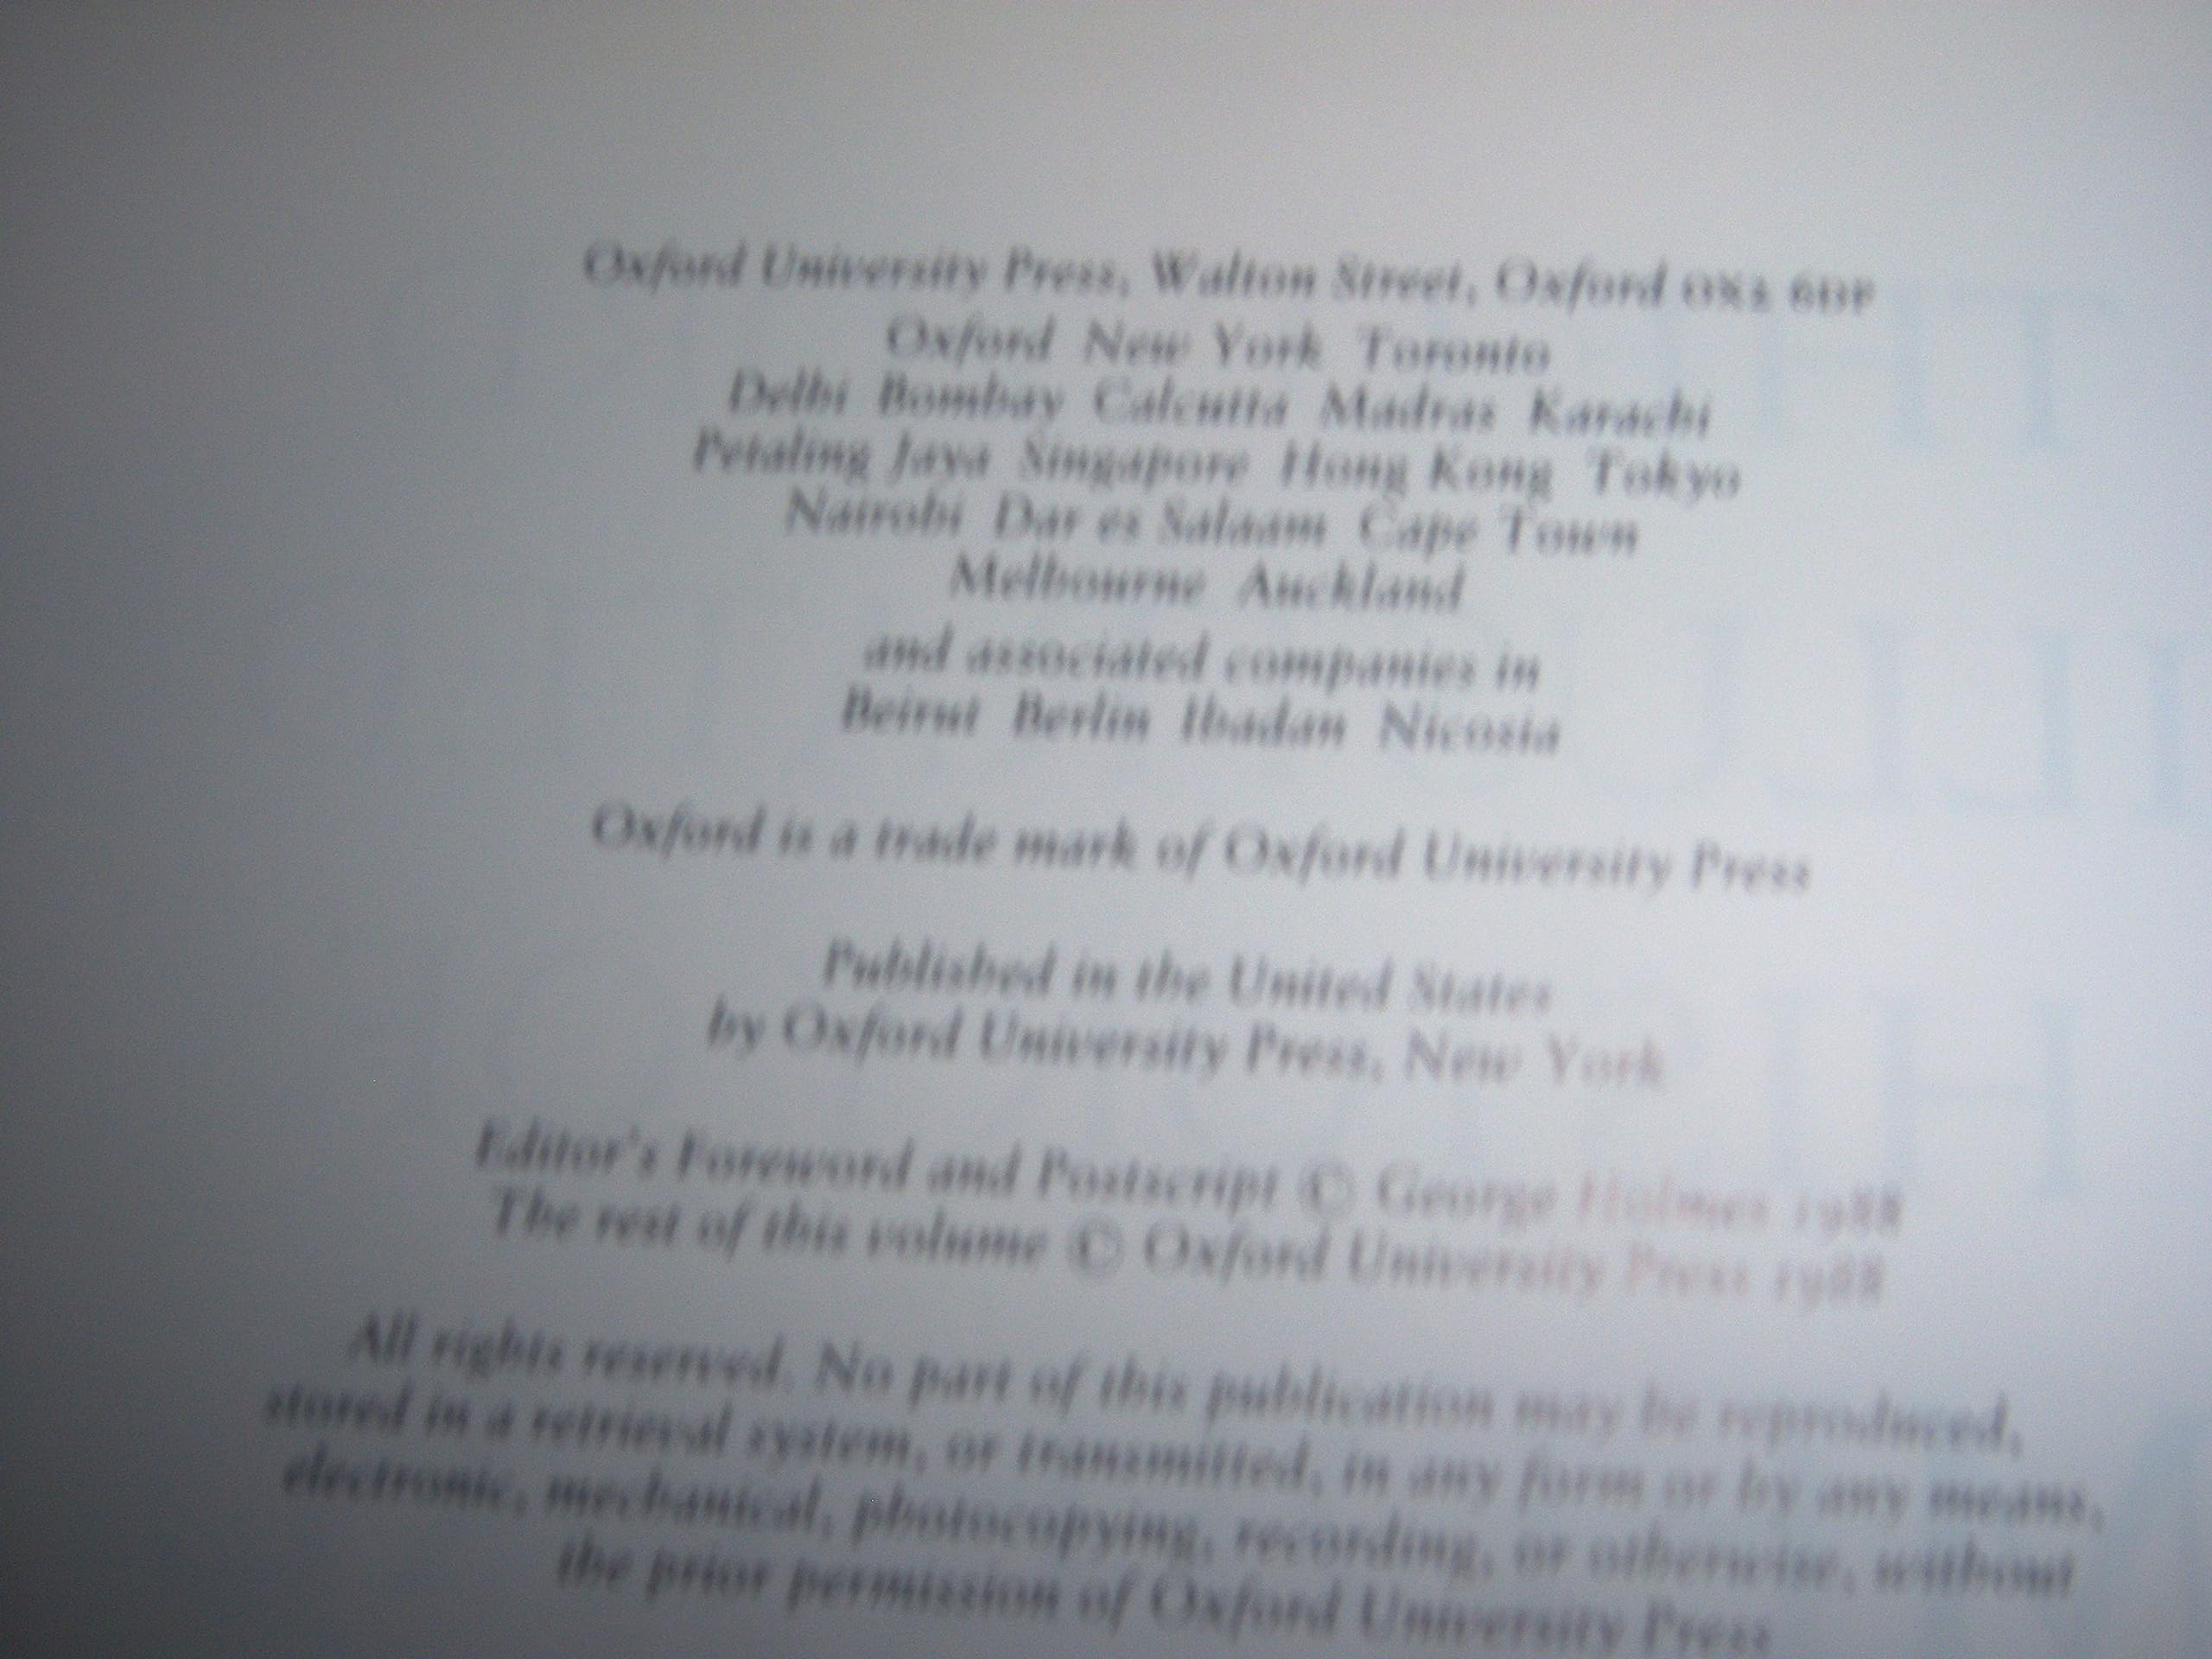 Oxford University Press, Walton Street, Oxford OX2 6DP
Oxford New York Toronto
Delhi Bombay Calcutta Madras Karachi
Petaling Jaya Singapore Hong Kong Tokyo
Nairobi Dar es Salaam Cape Town
Melbourne Auckland
and associated companies in
Beirut Berlin Ibadan Nicosia
Oxford is a trade mark of Oxford University Press
Published in the United States
by Oxford University Press, New York
Editor's Foreword and Postscript © George Holmes 1988
The rest of this volume © Oxford University Press 1988
All rights reserved. No part of this publication may be reproduced,
stored in a retrieval system, or transmitted, in any form or by any means,
electronic, mechanical, photocopying, recording, or otherwise, without
the prior permission of Oxford University Press